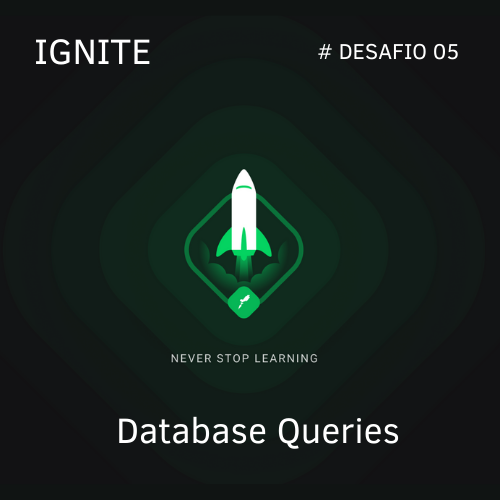 IGNITE
# DESAFIO 05
NEVER STOP LEARNING
Database Queries